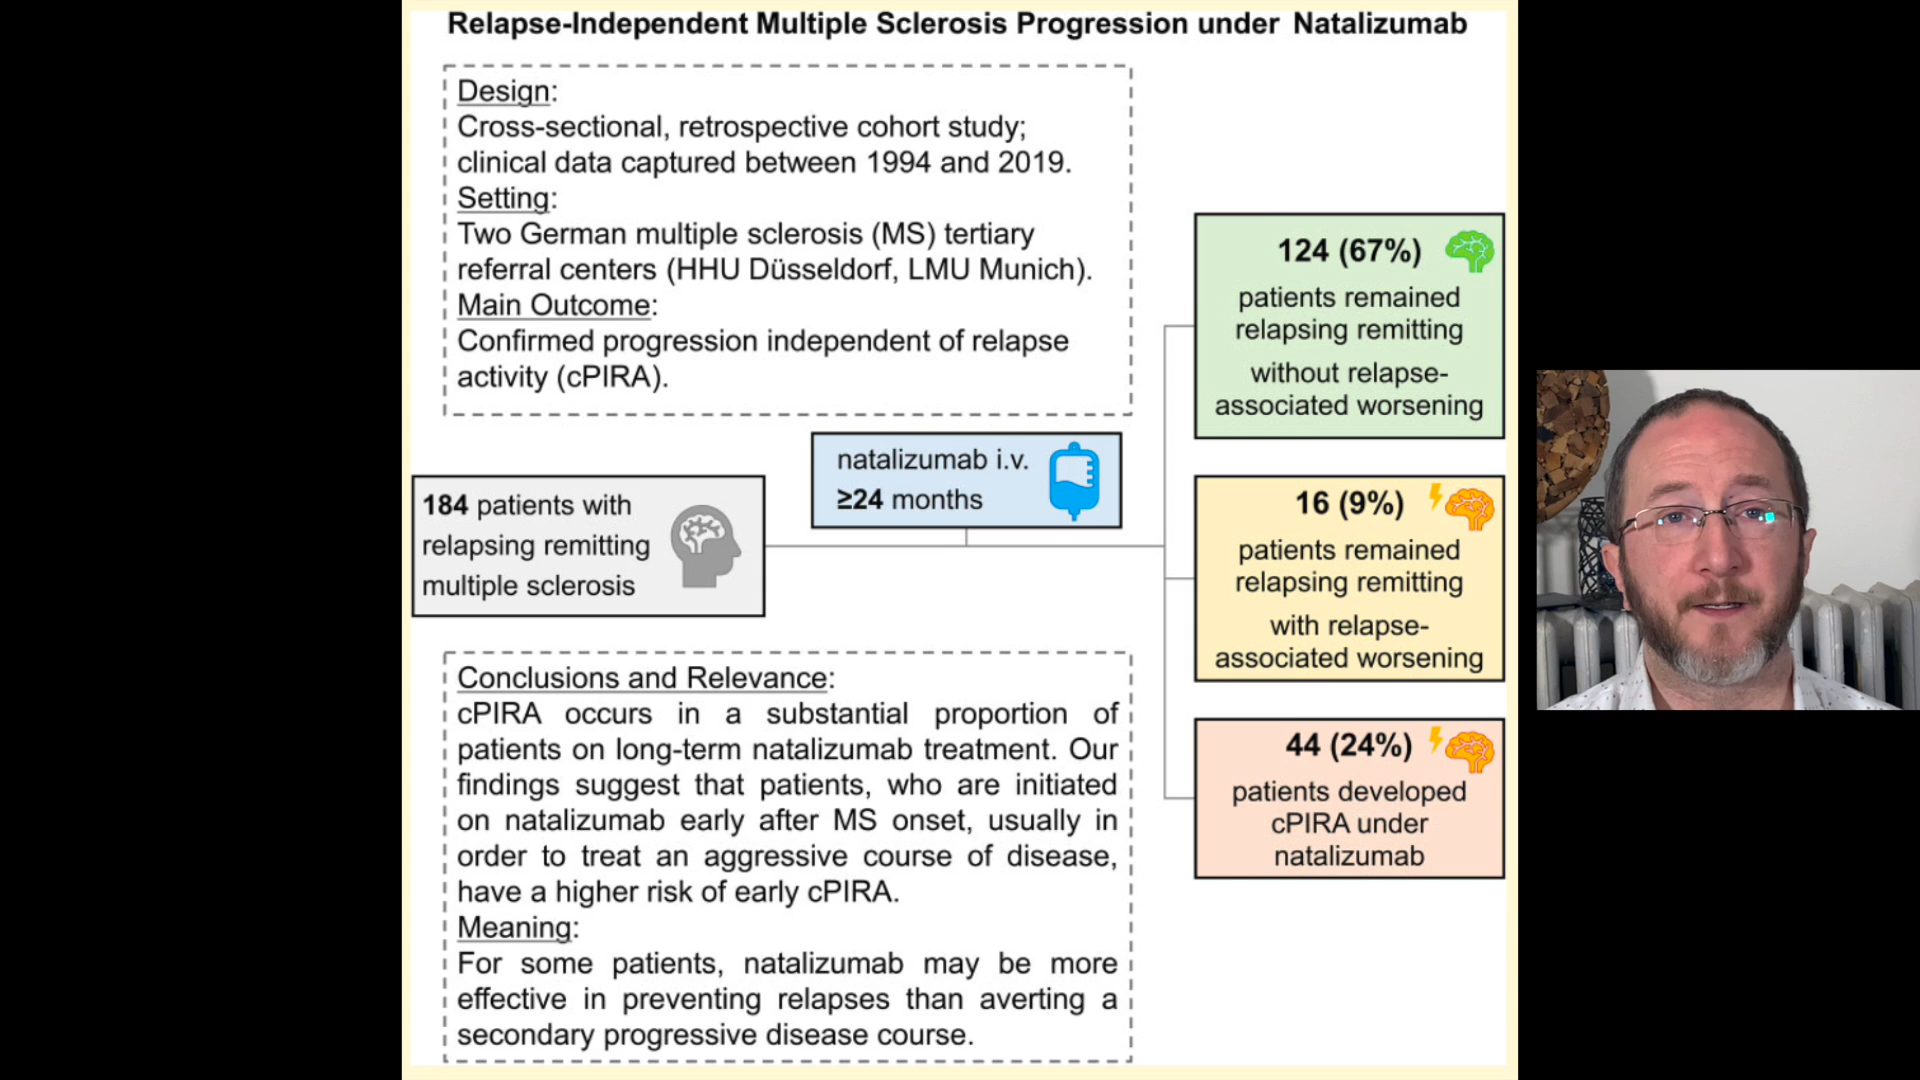 Relapse-Independent Multiple Sclerosis Progression under Natalizumab
Design:
Cross-sectional, retrospective cohort study;
clinical data captured between 1994 and 2019.
Setting:
Two German multiple sclerosis (MS) tertiary
referral centers (HHU Düsseldorf, LMU Munich).
Main Outcome:
Confirmed progression independent of relapse
activity (cPIRA).
184 patients with
relapsing remitting
multiple sclerosis
natalizumab i.v.
≥24 months
124 (67%)
patients remained
relapsing remitting
without relapse-
associated worsening
16 (9%)
patients remained
relapsing remitting
with relapse-
associated worsening
44 (24%)
patients developed
cPIRA under
natalizumab
Conclusions and Relevance:
cPIRA occurs in a substantial proportion of
patients on long-term natalizumab treatment. Our
findings suggest that patients, who are initiated
on natalizumab early after MS onset, usually in
order to treat an aggressive course of disease,
have a higher risk of early cPIRA.
Meaning:
For some patients, natalizumab may be more
effective in preventing relapses than averting a
secondary progressive disease course.